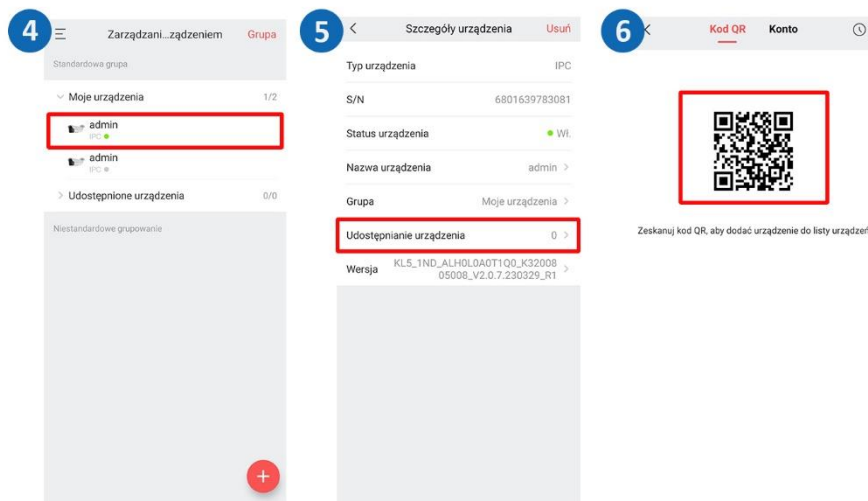 4
Zarządzani...ządzeniem
Grupa
Standardowa grupa
Moje urządzenia 1/2
admin
IPC
admin
IPC
Udostępnione urządzenia 0/0
Niestandardowe grupowanie
5
Szczegóły urządzenia
Usuń
Typ urządzenia IPC
S/N 6801639783081
Status urządzenia Wł.
Nazwa urządzenia admin
Grupa Moje urządzenia
Udostępnianie urządzenia 0
Wersja KL5_1ND_ALH0L0A0T1Q0_K32008
05008_V2.0.7.230329_R1
6
Kod QR
Konto
Zeskanuj kod QR, aby dodać urządzenie do listy urządzeń